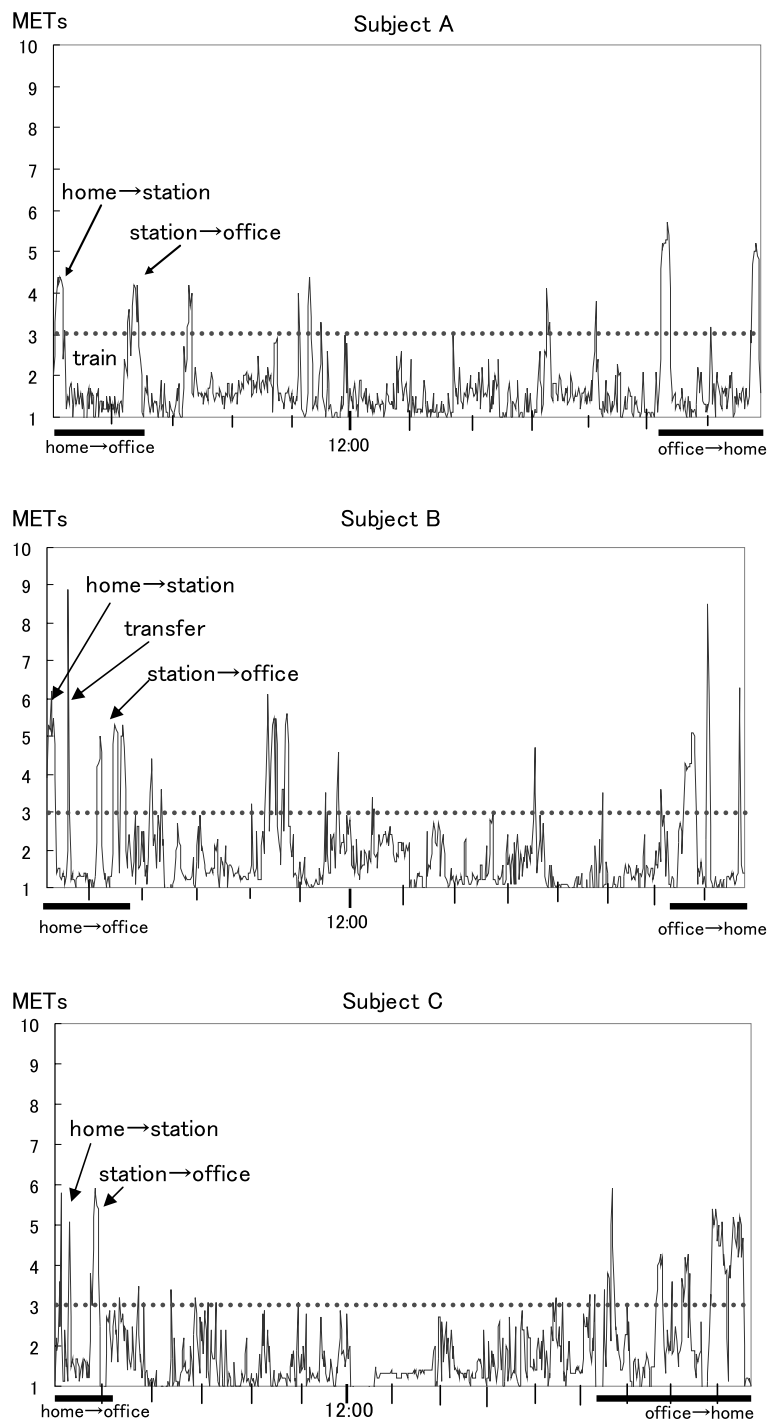 METs
Subject A
10
9
8
7
home→station
6
station→office
5
4
3
train
2
1
home→office
12:00
office→home
METs
Subject B
10
9
home→station
8
transfer
7
station→office
6
5
4
3
2
1
home→office
12:00
office→home
METs
Subject C
10
9
8
home→station
7
station→office
6
5
4
3
2
1
home→office
12:00
office→home